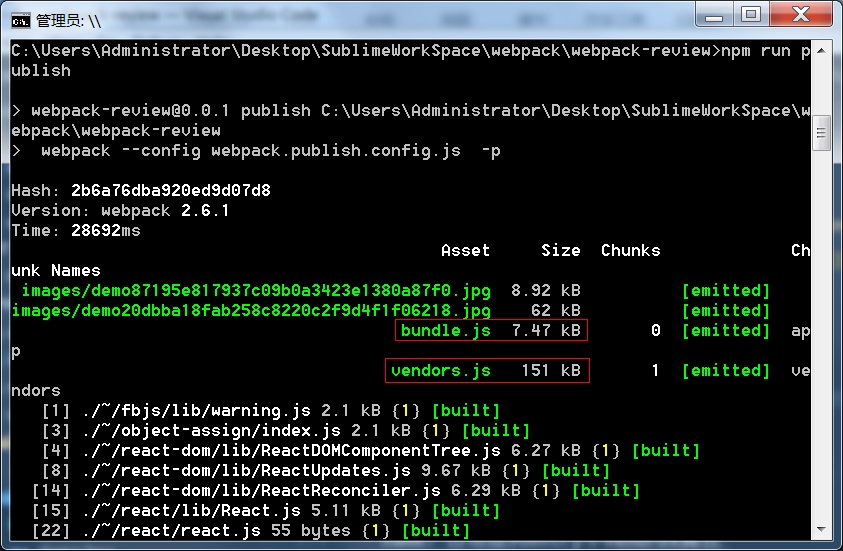 管理员: \\
C:\Users\Administrator\Desktop\SublimeWorkSpace\webpack\webpack-review>npm run p
ublish
> webpack-review@0.0.1 publish C:\Users\Administrator\Desktop\SublimeWorkSpace\w
ebpack\webpack-review
>  webpack --config webpack.publish.config.js  -p
Hash: 2b6a76dba920ed9d07d8
Version: webpack 2.6.1
Time: 28692ms
Asset     Size  Chunks             Ch
unk Names
images/demo87195e817937c09b0a3423e1380a87f0.jpg  8.92 kB          [emitted]
images/demo20dbba18fab258c8220c2f9d4f1f06218.jpg    62 kB          [emitted]
bundle.js  7.47 kB       0  [emitted]  ap
p
vendors.js   151 kB       1  [emitted]  ve
ndors
[1] ./~/fbjs/lib/warning.js 2.1 kB {1} [built]
[3] ./~/object-assign/index.js 2.1 kB {1} [built]
[4] ./~/react-dom/lib/ReactDOMComponentTree.js 6.27 kB {1} [built]
[8] ./~/react-dom/lib/ReactUpdates.js 9.67 kB {1} [built]
[14] ./~/react-dom/lib/ReactReconciler.js 6.29 kB {1} [built]
[15] ./~/react/lib/React.js 5.11 kB {1} [built]
[22] ./~/react/react.js 55 bytes {1} [built]